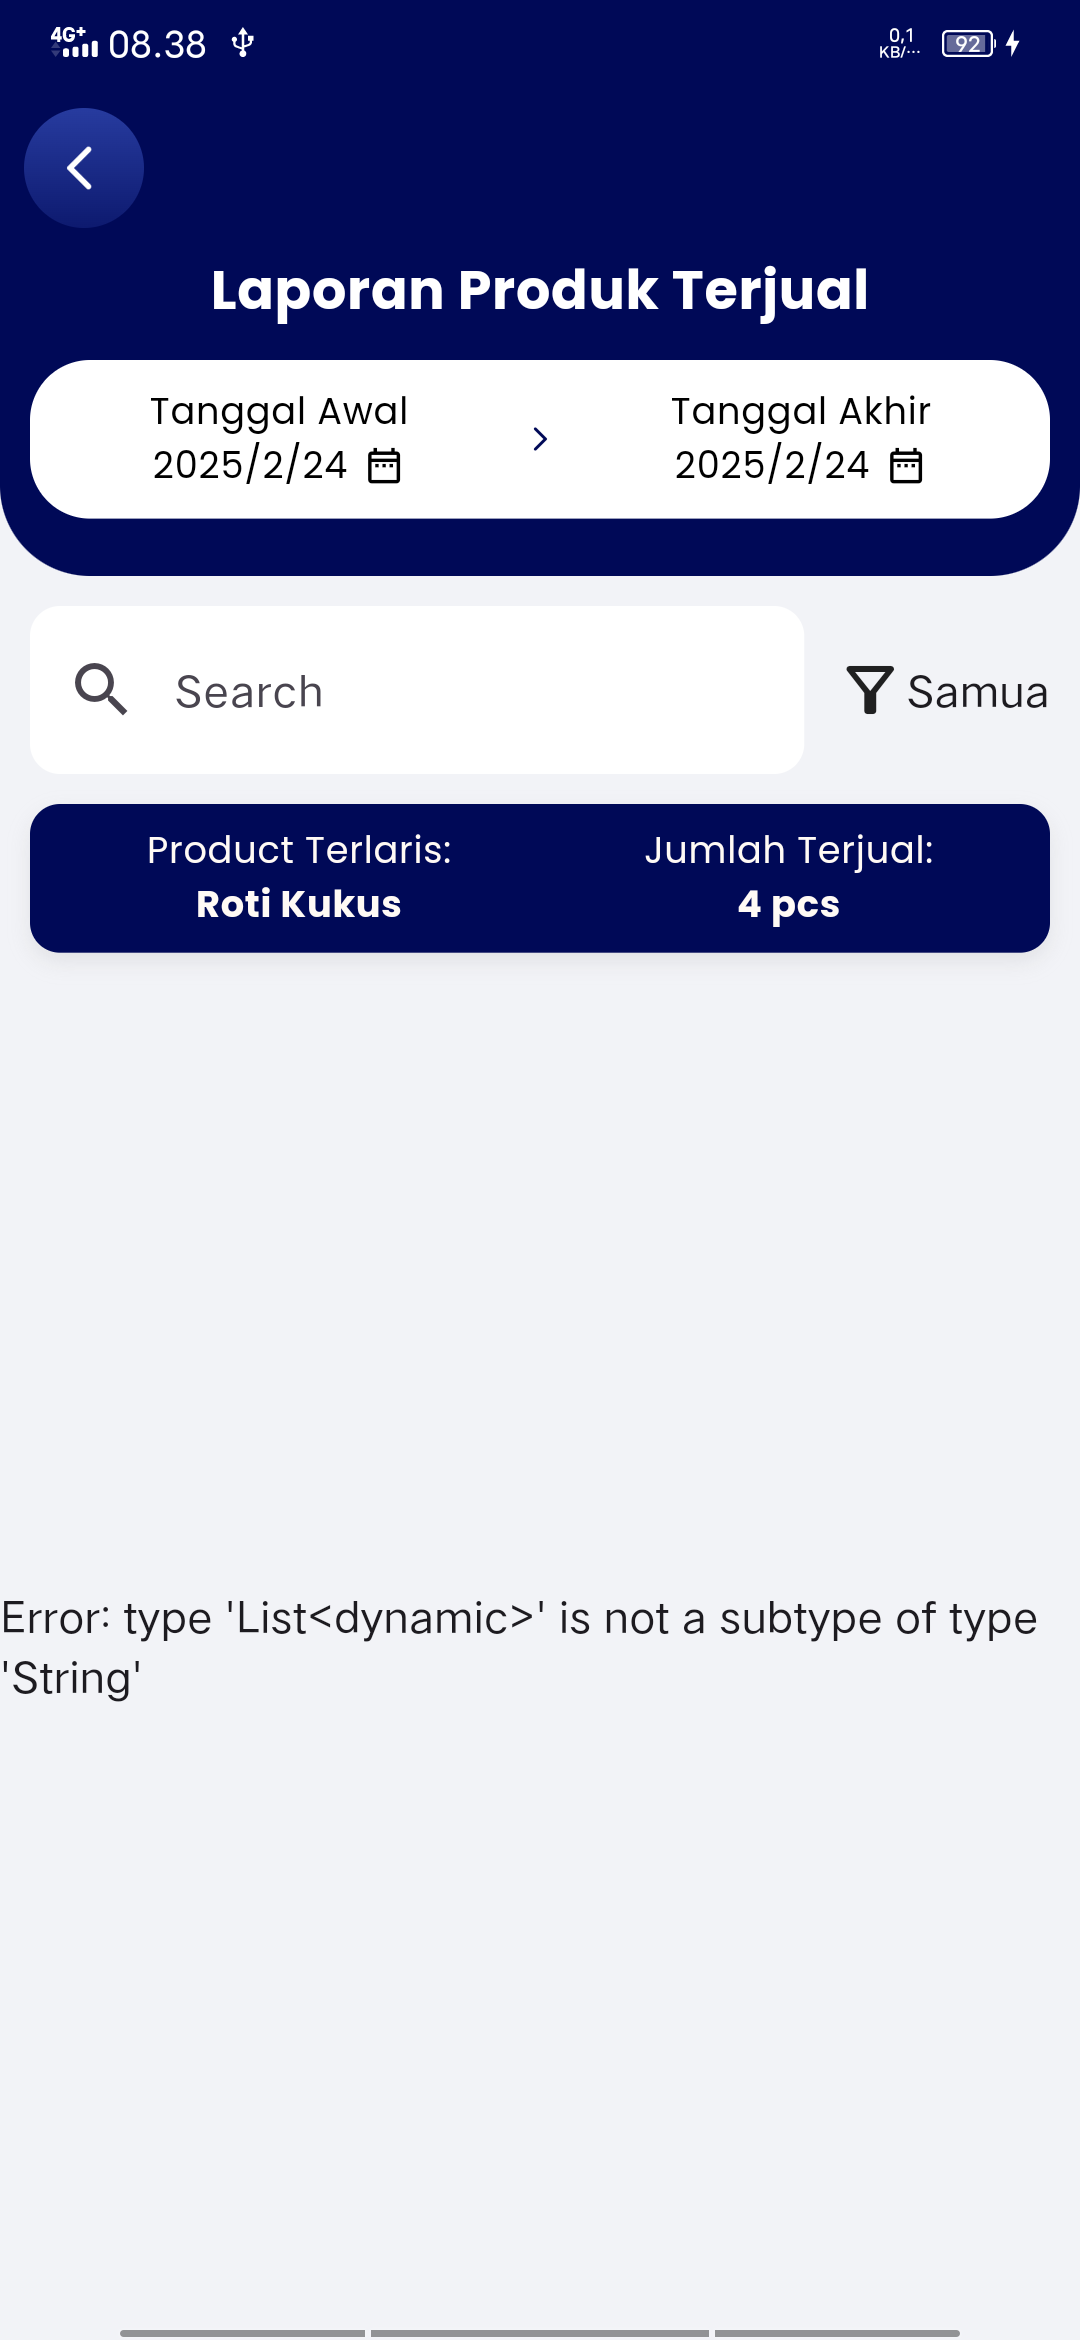 4G+ 08.38 0,1 KB/... 92
Laporan Produk Terjual
Tanggal Awal Tanggal Akhir
2025/2/24 2025/2/24
Search Samua
Product Terlaris: Jumlah Terjual:
Roti Kukus 4 pcs
Error: type 'List<dynamic>' is not a subtype of type
'String'